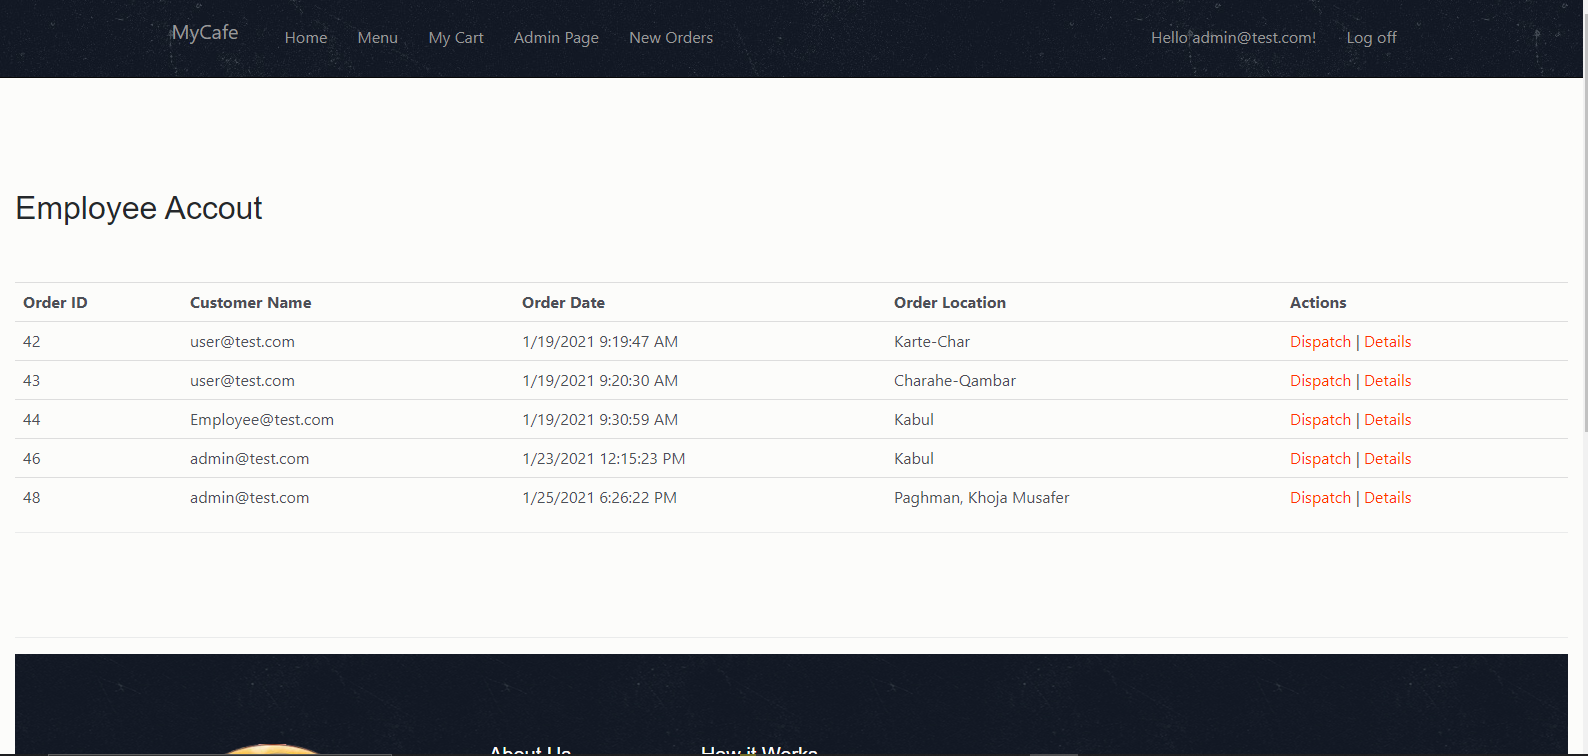 MyCafe Home Menu My Cart Admin Page New Orders Hello admin@test.com! Log off
Employee Accout
Order ID Customer Name Order Date Order Location Actions
42 user@test.com 1/19/2021 9:19:47 AM Karte-Char Dispatch | Details
43 user@test.com 1/19/2021 9:20:30 AM Charahe-Qambar Dispatch | Details
44 Employee@test.com 1/19/2021 9:30:59 AM Kabul Dispatch | Details
46 admin@test.com 1/23/2021 12:15:23 PM Kabul Dispatch | Details
48 admin@test.com 1/25/2021 6:26:22 PM Paghman, Khoja Musafer Dispatch | Details
About Us How it Works